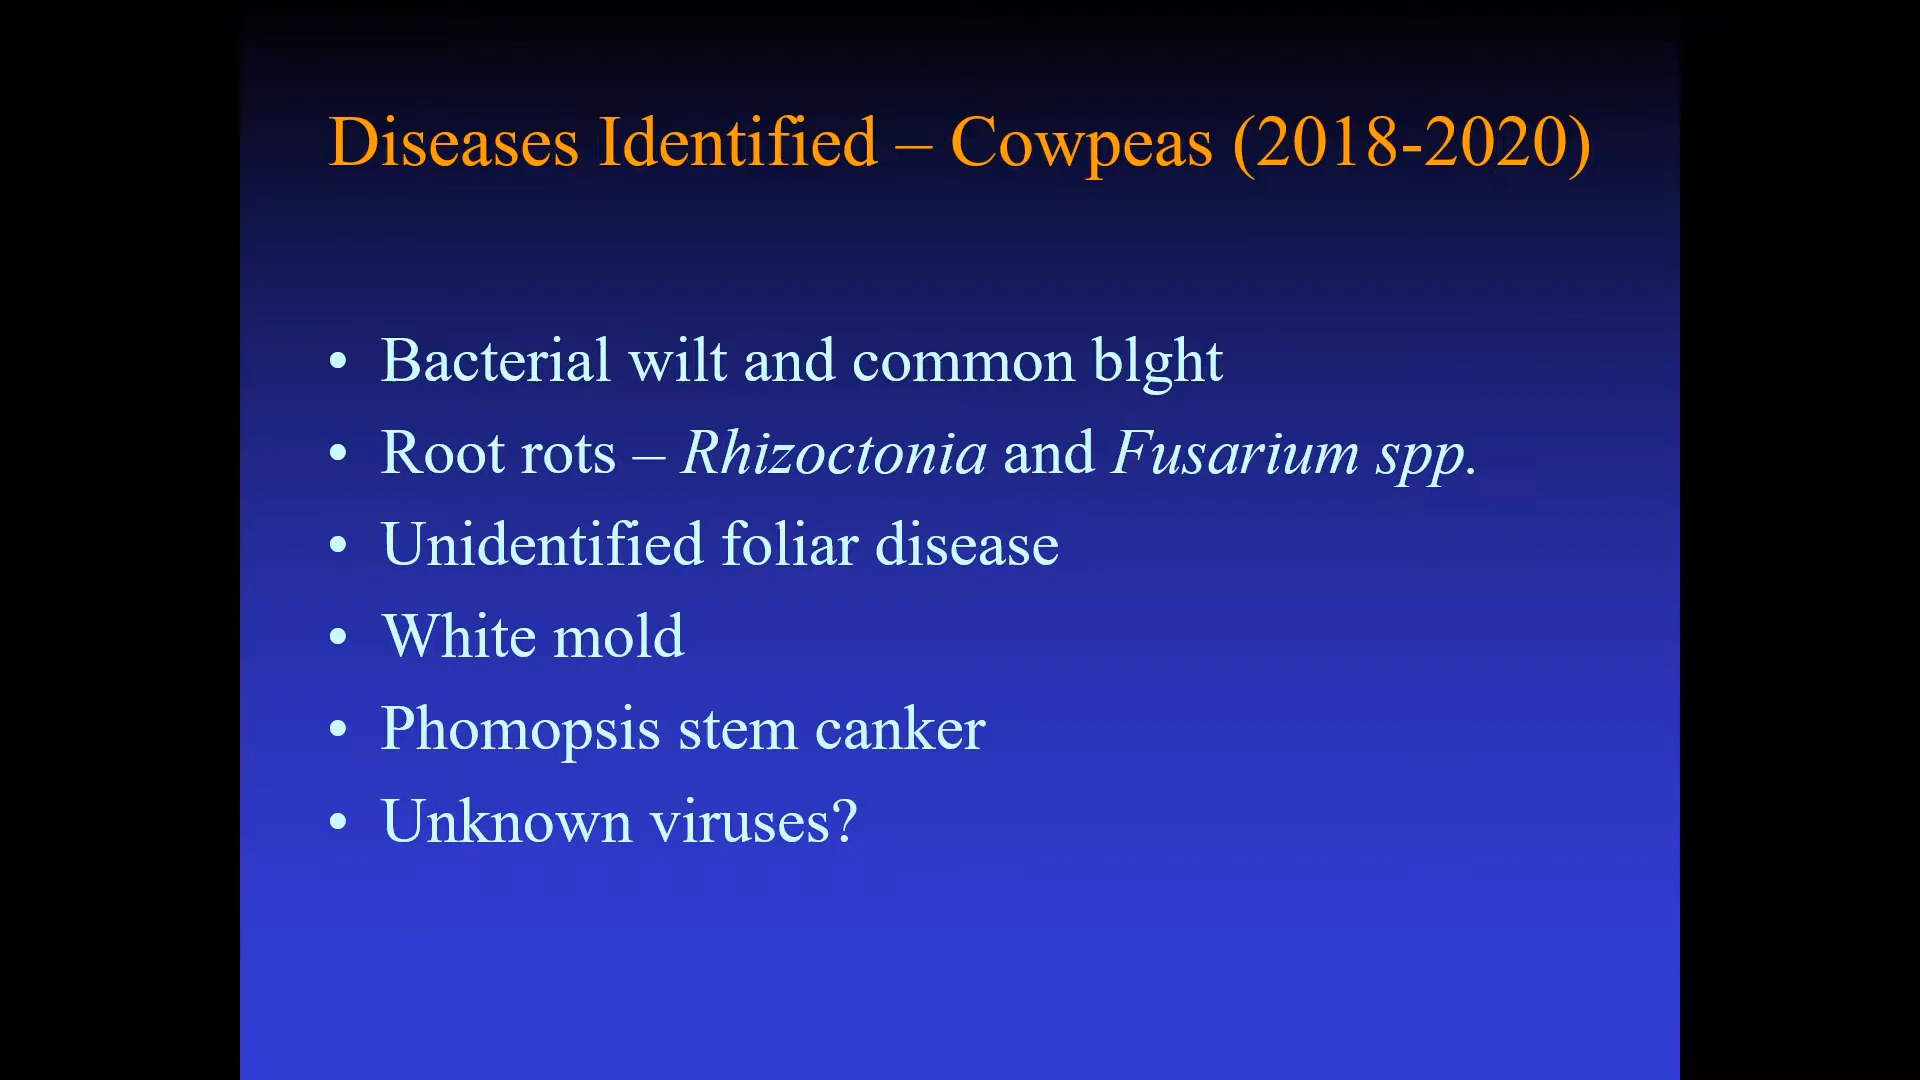 Diseases Identified – Cowpeas (2018-2020)
• Bacterial wilt and common blght
• Root rots – Rhizoctonia and Fusarium spp.
• Unidentified foliar disease
• White mold
• Phomopsis stem canker
• Unknown viruses?